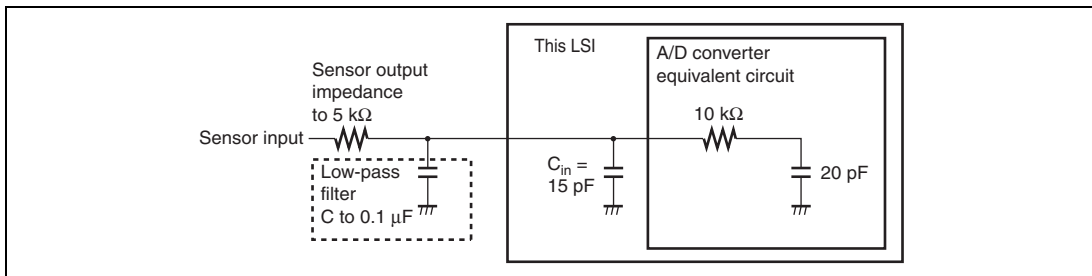 This LSI
A/D converter
equivalent circuit
Sensor output
impedance
to 5 kΩ
10 kΩ
Sensor input
Low-pass
filter
C to 0.1 μF
Cin =
15 pF
20 pF